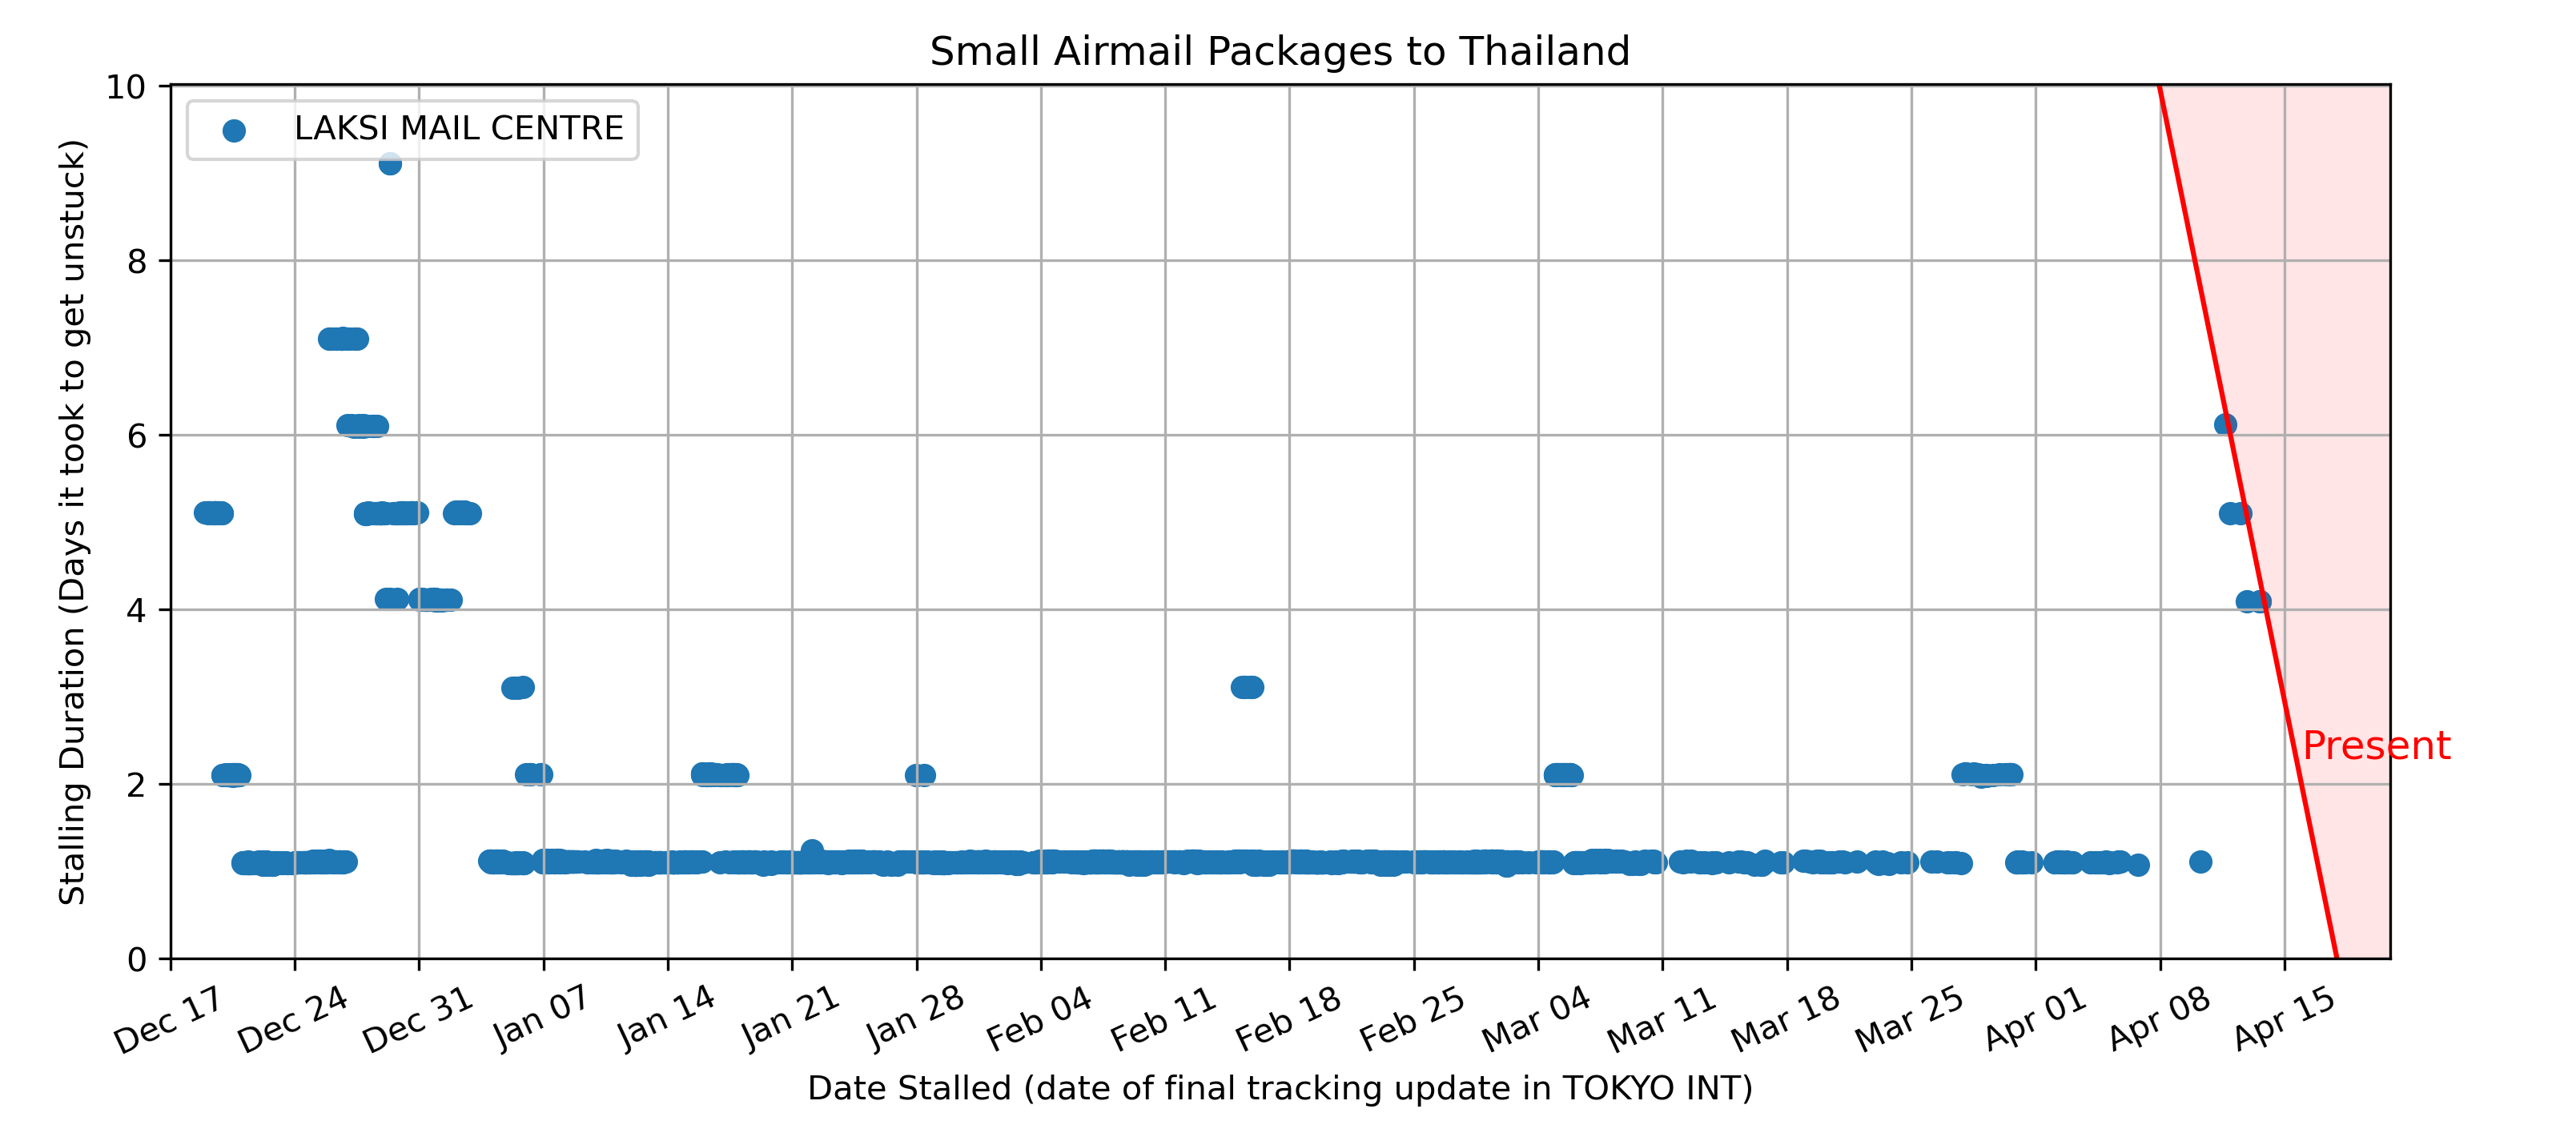 Small Airmail Packages to Thailand
LAKSI MAIL CENTRE
Stalling Duration (Days it took to get unstuck)
10
8
6
4
2
0
Present
Dec 17
Dec 24
Dec 31
Jan 07
Jan 14
Jan 21
Jan 28
Feb 04
Feb 11
Feb 18
Feb 25
Mar 04
Mar 11
Mar 18
Mar 25
Apr 01
Apr 08
Apr 15
Date Stalled (date of final tracking update in TOKYO INT)